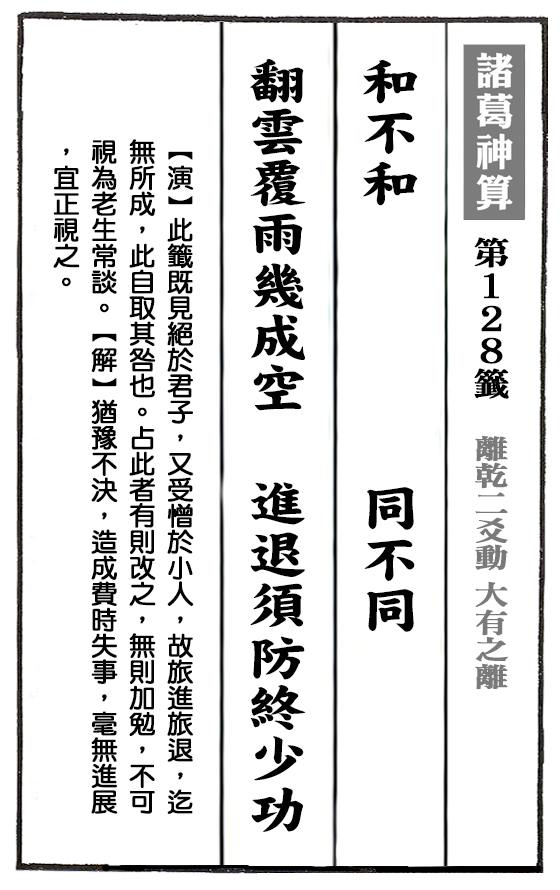 諸葛神算 第128籤 離乾二爻動 大有之離
和不和 同不同
翻雲覆雨幾成空 進退須防終少功
【演】此籤既見絕於君子,又受憎於小人,故旅進旅退,迄
無所成,此自取其咎也。占此者有則改之,無則加勉,不可
視為老生常談。【解】猶豫不決,造成費時失事,毫無進展
,宜正視之。